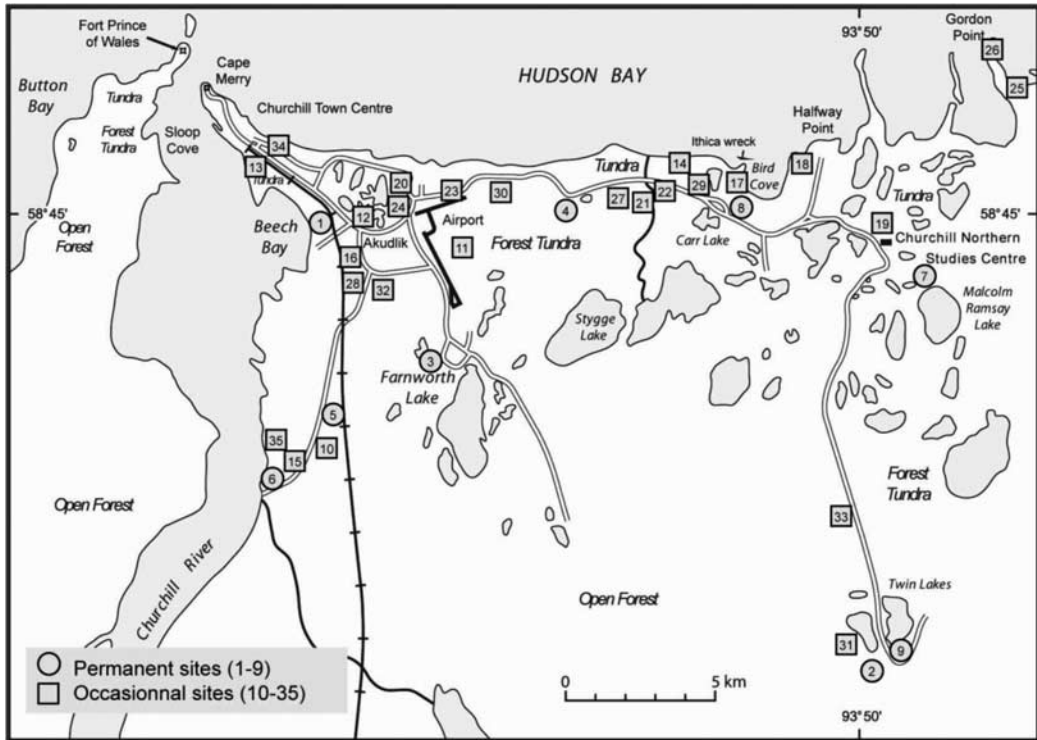 Fort Prince
of Wales
93° 50'
Gordon
Point
26
25
Cape
Merry
HUDSON BAY
Button
Bay
Tundra
Churchill Town Centre
Halfway
Point
Forest
Tundra
Sloop
Cove
34
Ithica wreck
13
Tundra
14
Bird
Cove
18
Tundra
Tundra
20
23
30
17
29
22
27
21
24
12
4
8
58° 45'
58° 45'
1
Airport
19
Open
Forest
Beech
Bay
Akudlik
11
Forest Tundra
Carr Lake
Churchill Northern
Studies Centre
16
7
28
32
Malcolm
Ramsay
Lake
Stygge
Lake
3
Farnworth
Lake
5
35
10
15
6
Forest
Tundra
Open Forest
33
Churchill River
Twin Lakes
Open Forest
31
9
2
Permanent sites (1-9)
Occasionnal sites (10-35)
0
5 km
93° 50'